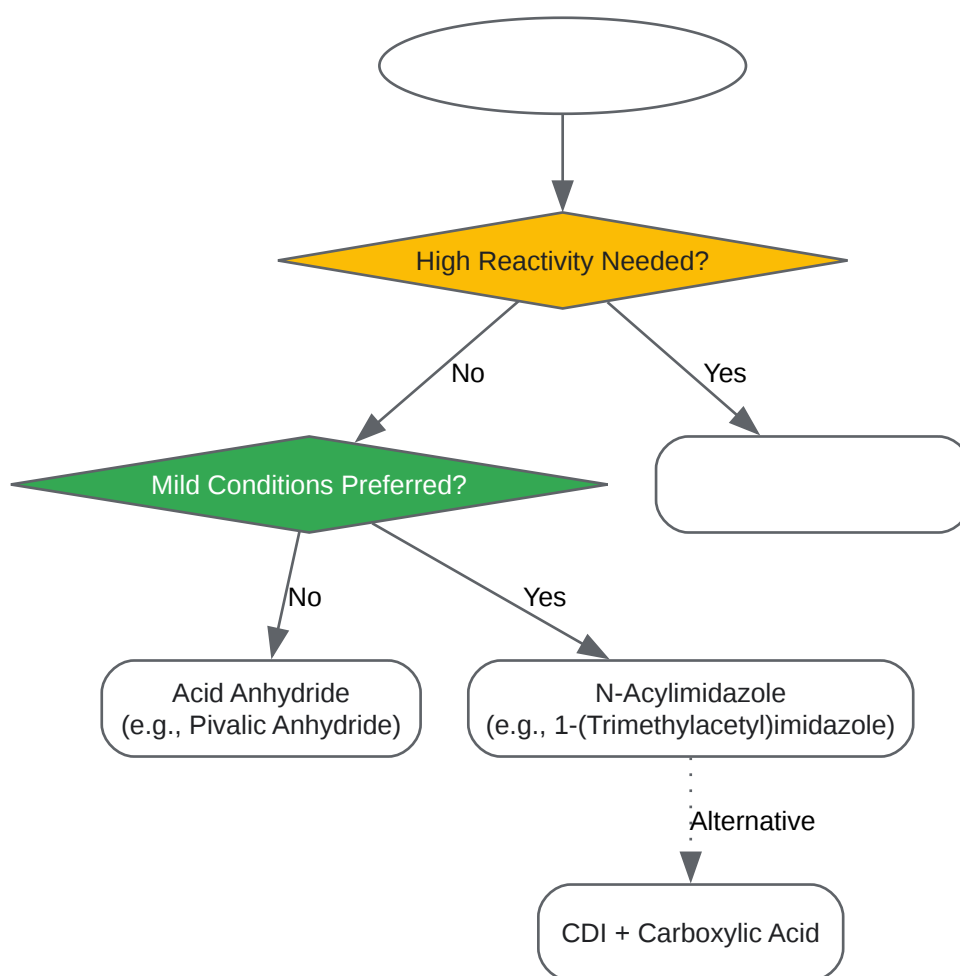 High Reactivity Needed?
No
Yes
Mild Conditions Preferred?
No
Yes
Acid Anhydride
(e.g., Pivalic Anhydride)
N-Acylimidazole
(e.g., 1-(Trimethylacetyl)imidazole)
Alternative
CDI + Carboxylic Acid